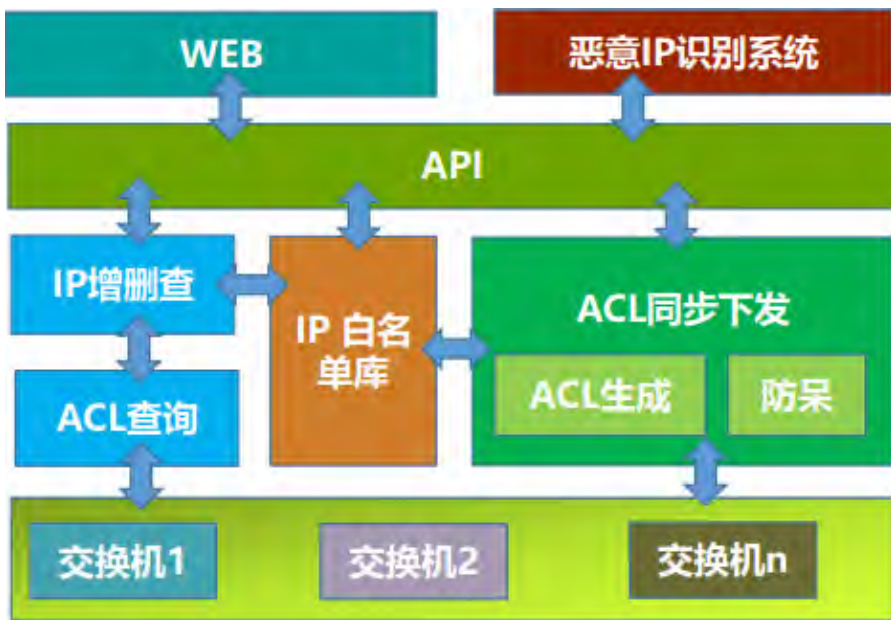 WEB
恶意IP识别系统
API
IP增删查
IP 白名
单库
ACL同步下发
ACL生成
防呆
ACL查询
交换机1
交换机2
交换机n